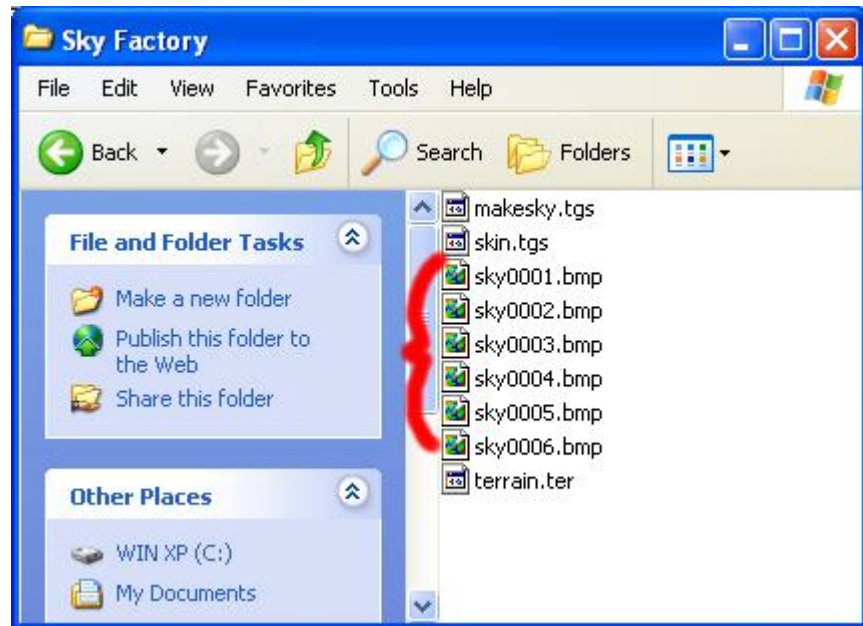 Sky Factory
File Edit View Favorites Tools Help
Back Search Folders
File and Folder Tasks
Make a new folder
Publish this folder to
the Web
Share this folder
Other Places
WIN XP (C:)
My Documents
makesky.tgs
skin.tgs
sky0001.bmp
sky0002.bmp
sky0003.bmp
sky0004.bmp
sky0005.bmp
sky0006.bmp
terrain.ter